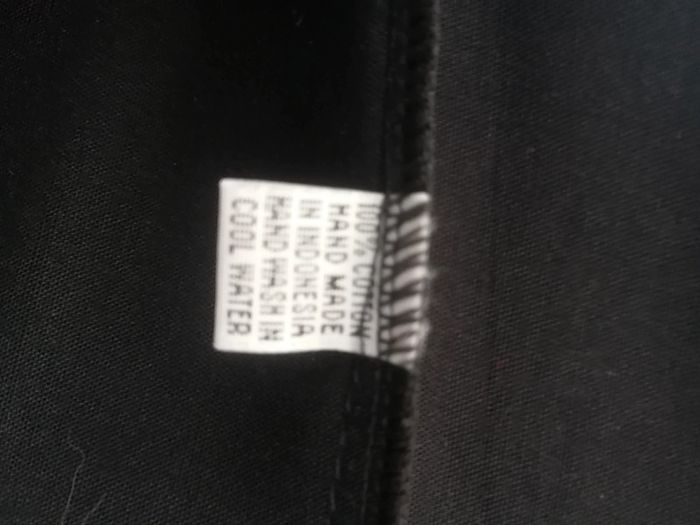 100% COTTON
HAND MADE
IN INDONESIA
HAND WASH IN
COOL WATER